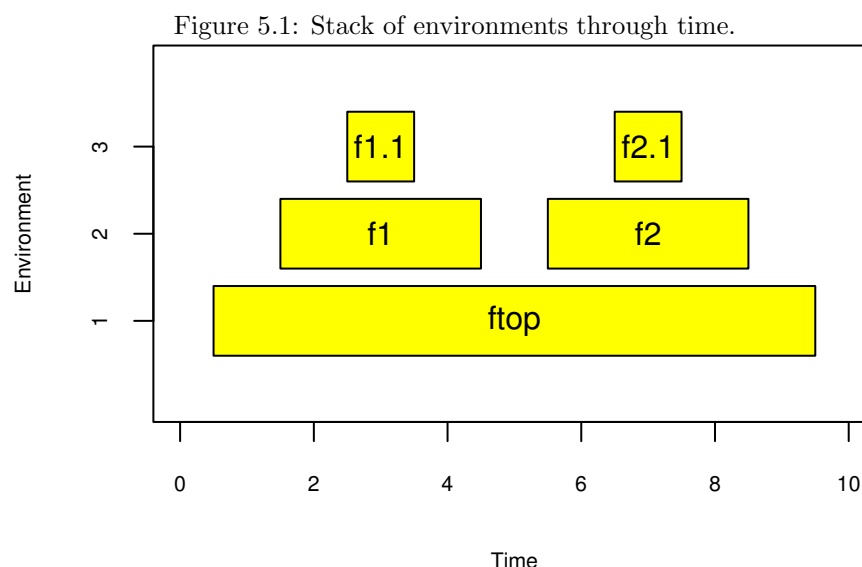 Figure 5.1: Stack of environments through time.
f1.1 f2.1
f1 f2
ftop
Environment
3
2
1
0 2 4 6 8 10
Time